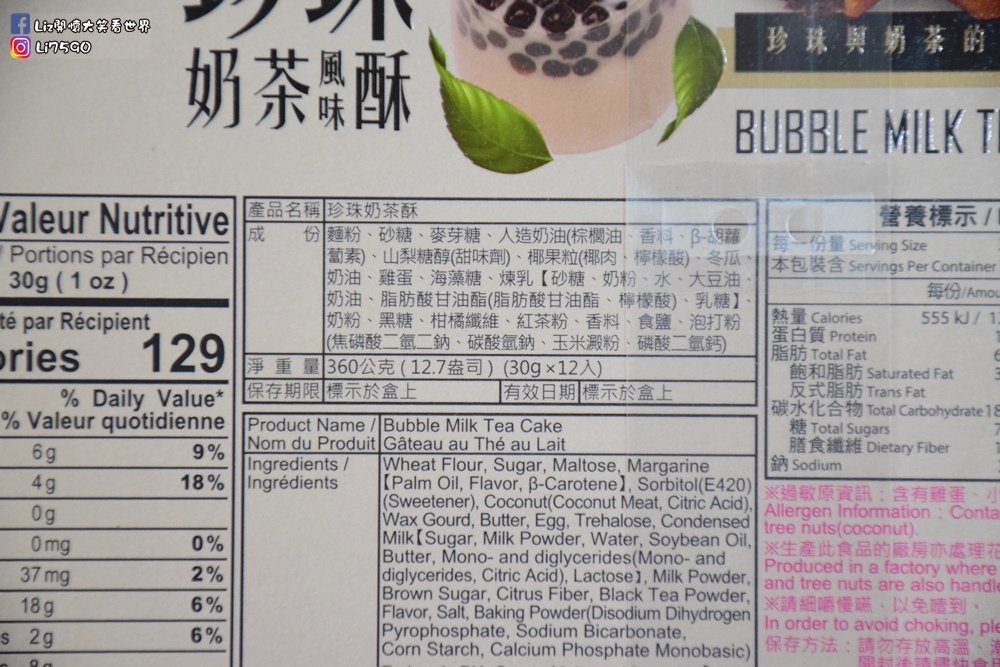 Liz開懷大笑看世界
Li7590
珍珠
奶茶風味酥
珍珠與奶茶的
BUBBLE MILK
Valeur Nutritive
/ Portions par Récipien
30g ( 1 oz )
té par Récipient
ories 129
% Daily Value*
% Valeur quotidienne
6g 9%
4g 18%
0g
0mg 0%
37mg 2%
18g 6%
2g 6%
產品名稱 珍珠奶茶酥
成份 麵粉、砂糖、麥芽糖、人造奶油(棕櫚油、香料、β-胡蘿
蔔素)、山梨糖醇(甜味劑)、椰果粒(椰肉、檸檬酸)、冬瓜、
奶油、雞蛋、海藻糖、煉乳【砂糖、奶粉、水、大豆油、
奶油、脂肪酸甘油酯(脂肪酸甘油酯、檸檬酸)、乳糖】、
奶粉、黑糖、柑橘纖維、紅茶粉、香料、食鹽、泡打粉
(焦磷酸二氫二鈉、碳酸氫鈉、玉米澱粉、磷酸二氫鈣)
淨重量 360公克 ( 12.7盎司 ) (30g×12入)
保存期限 標示於盒上 有效日期 標示於盒上
Product Name / Bubble Milk Tea Cake
Nom du Produit Gâteau au Thé au Lait
Ingredients / Wheat Flour, Sugar, Maltose, Margarine
Ingrédients 【Palm Oil, Flavor, β-Carotene】, Sorbitol(E420)
(Sweetener), Coconut(Coconut Meat, Citric Acid),
Wax Gourd, Butter, Egg, Trehalose, Condensed
Milk【Sugar, Milk Powder, Water, Soybean Oil,
Butter, Mono- and diglycerides(Mono- and
diglycerides, Citric Acid), Lactose】, Milk Powder,
Brown Sugar, Citrus Fiber, Black Tea Powder,
Flavor, Salt, Baking Powder(Disodium Dihydrogen
Pyrophosphate, Sodium Bicarbonate,
Corn Starch, Calcium Phosphate Monobasic)
營養標示 /
每一份量 Serving Size
本包裝含 Servings Per Container
每份/Amou
熱量 Calories 555 kJ /
蛋白質 Protein
脂肪 Total Fat
飽和脂肪 Saturated Fat
反式脂肪 Trans Fat
碳水化合物 Total Carbohydrate 18
糖 Total Sugars
膳食纖維 Dietary Fiber
鈉 Sodium
※過敏原資訊：含有雞蛋、小
Allergen Information : Conta
tree nuts(coconut).
※生產此食品的廠房亦處理花
Produced in a factory where
and tree nuts are also handle
※請細嚼慢嚥，以免噎到。
In order to avoid choking, ple
保存方法：請勿存放高溫、